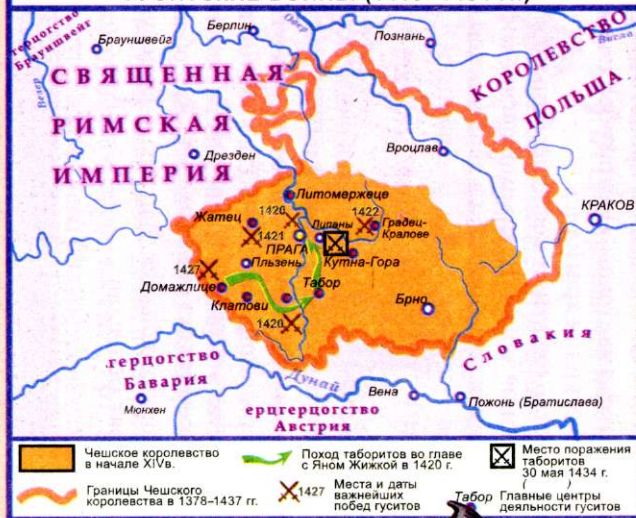 герцогство
Брауншвейг
Брауншвейг
Берлин
Одер
Познань
Висла
Везер
КОРОЛЕВСТВО
ПОЛЬША
СВЯЩЕННАЯ
РИМСКАЯ
ИМПЕРИЯ
Дрезден
Вроцлав
КРАКОВ
Литомержеце
Жатец
1420
1421
ПРАГА
Липаны
1422
Градец-
Кралове
Пльзень
Кутна-Гора
1427
Домажлице
Клатови
Табор
1420
Брно
Словакия
герцогство
Бавария
Мюнхен
Дунай
Вена
Пожонь (Братислава)
ерцгерцогство
Австрия
Чешское королевство
в начале XIVв.
Границы Чешского
королевства в 1378–1437 гг.
Поход таборитов во главе
с Яном Жижкой в 1420 г.
1427
Места и даты
важнейших
побед гуситов
Место поражения
таборитов
30 мая 1434 г.
( )
Табор
Главные центры
деяльности гуситов